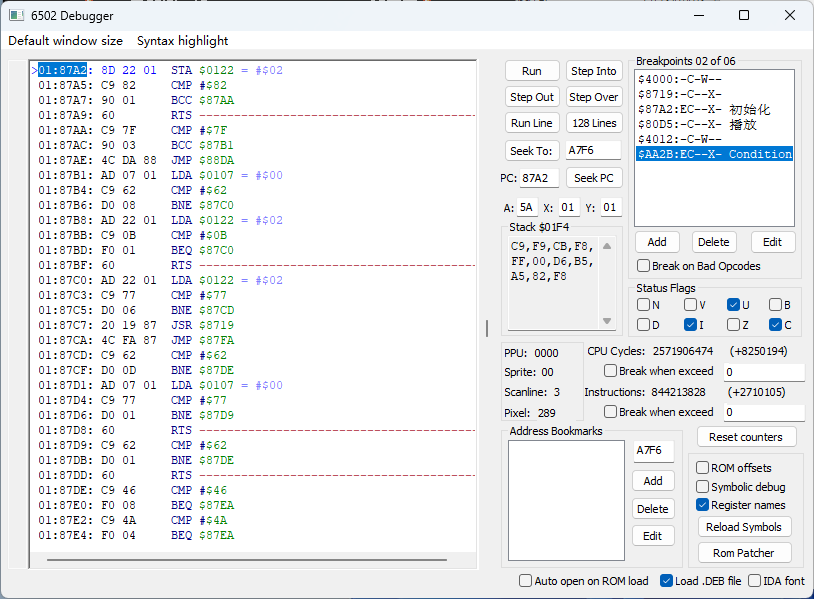 6502 Debugger
Default window size Syntax highlight
>01:87A2: 8D 22 01 STA $0122 = #$02
01:87A5: C9 82 CMP #$82
01:87A7: 90 01 BCC $87AA
01:87A9: 60 RTS
01:87AA: C9 7F CMP #$7F
01:87AC: 90 03 BCC $87B1
01:87AE: 4C DA 88 JMP $88DA
01:87B1: AD 07 01 LDA $0107 = #$00
01:87B4: C9 62 CMP #$62
01:87B6: D0 08 BNE $87C0
01:87B8: AD 22 01 LDA $0122 = #$02
01:87BB: C9 0B CMP #$0B
01:87BD: F0 01 BEQ $87C0
01:87BF: 60 RTS
01:87C0: AD 22 01 LDA $0122 = #$02
01:87C3: C9 77 CMP #$77
01:87C5: D0 06 BNE $87CD
01:87C7: 20 19 87 JSR $8719
01:87CA: 4C FA 87 JMP $87FA
01:87CD: C9 62 CMP #$62
01:87CF: D0 0D BNE $87DE
01:87D1: AD 07 01 LDA $0107 = #$00
01:87D4: C9 77 CMP #$77
01:87D6: D0 01 BNE $87D9
01:87D8: 60 RTS
01:87D9: C9 62 CMP #$62
01:87DB: D0 01 BNE $87DE
01:87DD: 60 RTS
01:87DE: C9 46 CMP #$46
01:87E0: F0 08 BEQ $87EA
01:87E2: C9 4A CMP #$4A
01:87E4: F0 04 BEQ $87EA
Run Step Into
Step Out Step Over
Run Line 128 Lines
Seek To: A7F6
PC: 87A2 Seek PC
A: 5A X: 01 Y: 01
Stack $01F4
C9,F9,CB,F8,
FF,00,D6,B5,
A5,82,F8
Breakpoints 02 of 06
$4000:-C-W--
$8719:-C--X-
$87A2:EC--X- 初始化
$80D5:-C--X- 播放
$4012:-C-W--
$AA2B:EC--X- Condition
Add Delete Edit
Break on Bad Opcodes
Status Flags
N V U B
D I Z C
PPU: 0000
Sprite: 00
Scanline: 3
Pixel: 289
CPU Cycles: 2571906474 (+8250194)
Break when exceed 0
Instructions: 844213828 (+2710105)
Break when exceed 0
Address Bookmarks
A7F6
Add
Delete
Edit
Reset counters
ROM offsets
Symbolic debug
Register names
Reload Symbols
Rom Patcher
Auto open on ROM load Load .DEB file IDA font